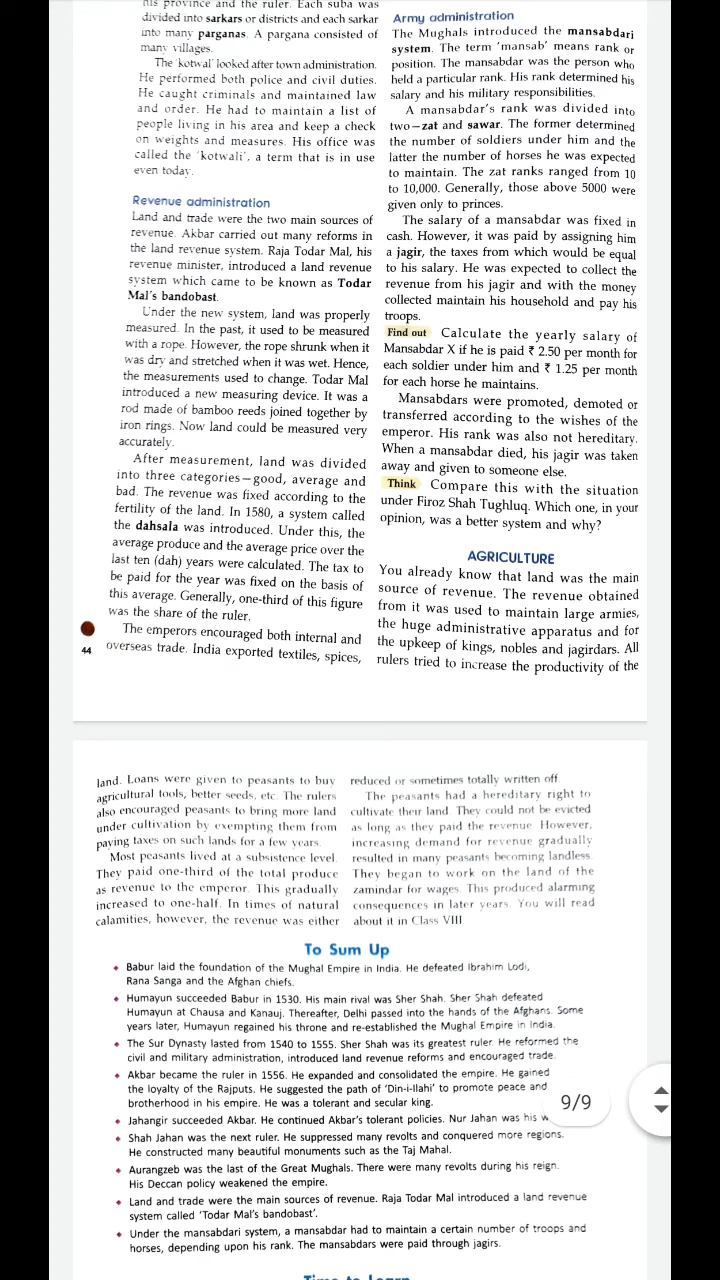 his province and the ruler. Each suba was
divided into sarkars or districts and each sarkar
into many parganas. A pargana consisted of
many villages.
The 'kotwal' looked after town administration.
He performed both police and civil duties.
He caught criminals and maintained law
and order. He had to maintain a list of
people living in his area and keep a check
on weights and measures. His office was
called the 'kotwali', a term that is in use
even today.
Revenue administration
Land and trade were the two main sources of
revenue. Akbar carried out many reforms in
the land revenue system. Raja Todar Mal, his
revenue minister, introduced a land revenue
system which came to be known as Todar
Mal's bandobast.
Under the new system, land was properly
measured. In the past, it used to be measured
with a rope. However, the rope shrunk when it
was dry and stretched when it was wet. Hence,
the measurements used to change. Todar Mal
introduced a new measuring device. It was a
rod made of bamboo reeds joined together by
iron rings. Now land could be measured very
accurately.
After measurement, land was divided
into three categories—good, average and
bad. The revenue was fixed according to the
fertility of the land. In 1580, a system called
the dahsala was introduced. Under this, the
average produce and the average price over the
last ten (dah) years were calculated. The tax to
be paid for the year was fixed on the basis of
this average. Generally, one-third of this figure
was the share of the ruler.
The emperors encouraged both internal and
overseas trade. India exported textiles, spices,
44
Army administration
The Mughals introduced the mansabdari
system. The term 'mansab' means rank or
position. The mansabdar was the person who
held a particular rank. His rank determined his
salary and his military responsibilities.
A mansabdar's rank was divided into
two—zat and sawar. The former determined
the number of soldiers under him and the
latter the number of horses he was expected
to maintain. The zat ranks ranged from 10
to 10,000. Generally, those above 5000 were
given only to princes.
The salary of a mansabdar was fixed in
cash. However, it was paid by assigning him
a jagir, the taxes from which would be equal
to his salary. He was expected to collect the
revenue from his jagir and with the money
collected maintain his household and pay his
troops.
Find out Calculate the yearly salary of
Mansabdar X if he is paid ₹ 2.50 per month for
each soldier under him and ₹ 1.25 per month
for each horse he maintains.
Mansabdars were promoted, demoted or
transferred according to the wishes of the
emperor. His rank was also not hereditary.
When a mansabdar died, his jagir was taken
away and given to someone else.
Think Compare this with the situation
under Firoz Shah Tughluq. Which one, in your
opinion, was a better system and why?
AGRICULTURE
You already know that land was the main
source of revenue. The revenue obtained
from it was used to maintain large armies,
the huge administrative apparatus and for
the upkeep of kings, nobles and jagirdars. All
rulers tried to increase the productivity of the
land. Loans were given to peasants to buy
agricultural tools, better seeds, etc. The rulers
also encouraged peasants to bring more land
under cultivation by exempting them from
paying taxes on such lands for a few years.
Most peasants lived at a subsistence level.
They paid one-third of the total produce
as revenue to the emperor. This gradually
increased to one-half. In times of natural
calamities, however, the revenue was either
reduced or sometimes totally written off.
The peasants had a hereditary right to
cultivate their land. They could not be evicted
as long as they paid the revenue. However,
increasing demand for revenue gradually
resulted in many peasants becoming landless.
They began to work on the land of the
zamindar for wages. This produced alarming
consequences in later years. You will read
about it in Class VIII.
To Sum Up
• Babur laid the foundation of the Mughal Empire in India. He defeated Ibrahim Lodi,
Rana Sanga and the Afghan chiefs.
• Humayun succeeded Babur in 1530. His main rival was Sher Shah. Sher Shah defeated
Humayun at Chausa and Kanauj. Thereafter, Delhi passed into the hands of the Afghans. Some
years later, Humayun regained his throne and re-established the Mughal Empire in India.
• The Sur Dynasty lasted from 1540 to 1555. Sher Shah was its greatest ruler. He reformed the
civil and military administration, introduced land revenue reforms and encouraged trade.
• Akbar became the ruler in 1556. He expanded and consolidated the empire. He gained
the loyalty of the Rajputs. He suggested the path of 'Din-i-Ilahi' to promote peace and
brotherhood in his empire. He was a tolerant and secular king.
• Jahangir succeeded Akbar. He continued Akbar's tolerant policies. Nur Jahan was his
• Shah Jahan was the next ruler. He suppressed many revolts and conquered more regions.
He constructed many beautiful monuments such as the Taj Mahal.
• Aurangzeb was the last of the Great Mughals. There were many revolts during his reign.
His Deccan policy weakened the empire.
• Land and trade were the main sources of revenue. Raja Todar Mal introduced a land revenue
system called 'Todar Mal's bandobast'.
• Under the mansabdari system, a mansabdar had to maintain a certain number of troops and
horses, depending upon his rank. The mansabdars were paid through jagirs.
9/9
Time to Learn